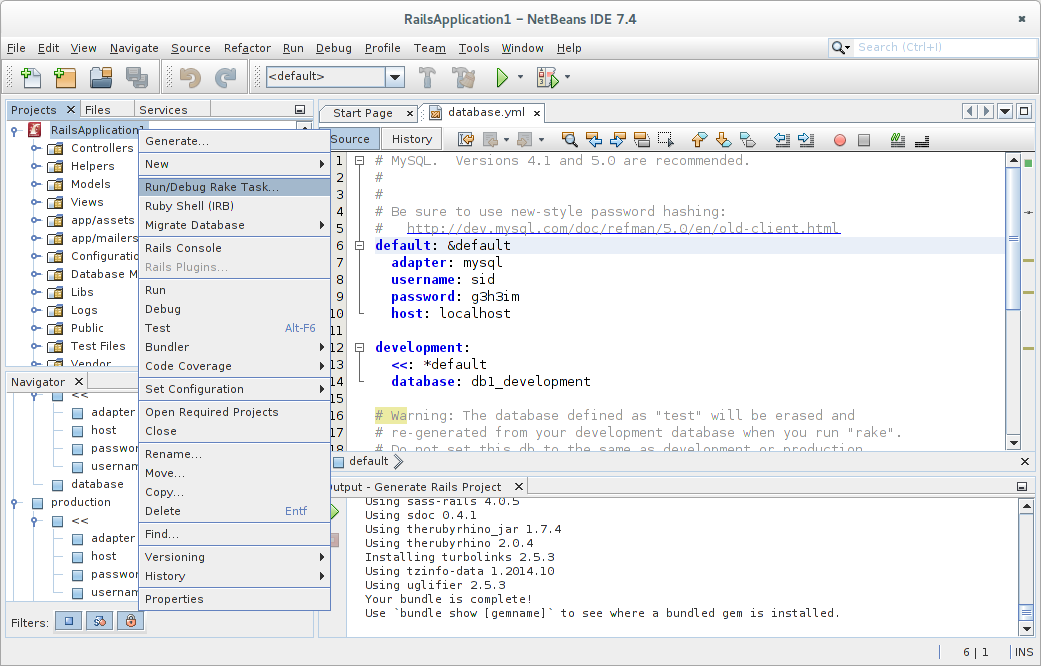 RailsApplication1 – NetBeans IDE 7.4
File Edit View Navigate Source Refactor Run Debug Profile Team Tools Window Help
Search (Ctrl+I)
<default>
Projects Files Services
RailsApplication1
Controllers
Helpers
Models
Views
app/assets
app/mailers
Configuratio
Database M
Libs
Logs
Public
Test Files
Vendor
Navigator
<<
adapter
host
passwor
usernam
database
production
<<
adapter
host
passwor
usernam
Filters:
Generate...
New
Run/Debug Rake Task...
Ruby Shell (IRB)
Migrate Database
Rails Console
Rails Plugins...
Run
Debug
Test Alt-F6
Bundler
Code Coverage
Set Configuration
Open Required Projects
Close
Rename...
Move...
Copy...
Delete Entf
Find...
Versioning
History
Properties
Start Page database.yml
Source History
1 # MySQL.  Versions 4.1 and 5.0 are recommended.
2 #
3 #
4 # Be sure to use new-style password hashing:
5 #   http://dev.mysql.com/doc/refman/5.0/en/old-client.html
6 default: &default
7   adapter: mysql
8   username: sid
9   password: g3h3im
10   host: localhost
11
12 development:
13   <<: *default
14   database: db1_development
15
16 # Warning: The database defined as "test" will be erased and
17 # re-generated from your development database when you run "rake".
18 # Do not set this db to the same as development or production.
default
utput - Generate Rails Project
Using sass-rails 4.0.5
Using sdoc 0.4.1
Using therubyrhino_jar 1.7.4
Using therubyrhino 2.0.4
Installing turbolinks 2.5.3
Using tzinfo-data 1.2014.10
Using uglifier 2.5.3
Your bundle is complete!
Use `bundle show [gemname]` to see where a bundled gem is installed.
6 | 1 INS